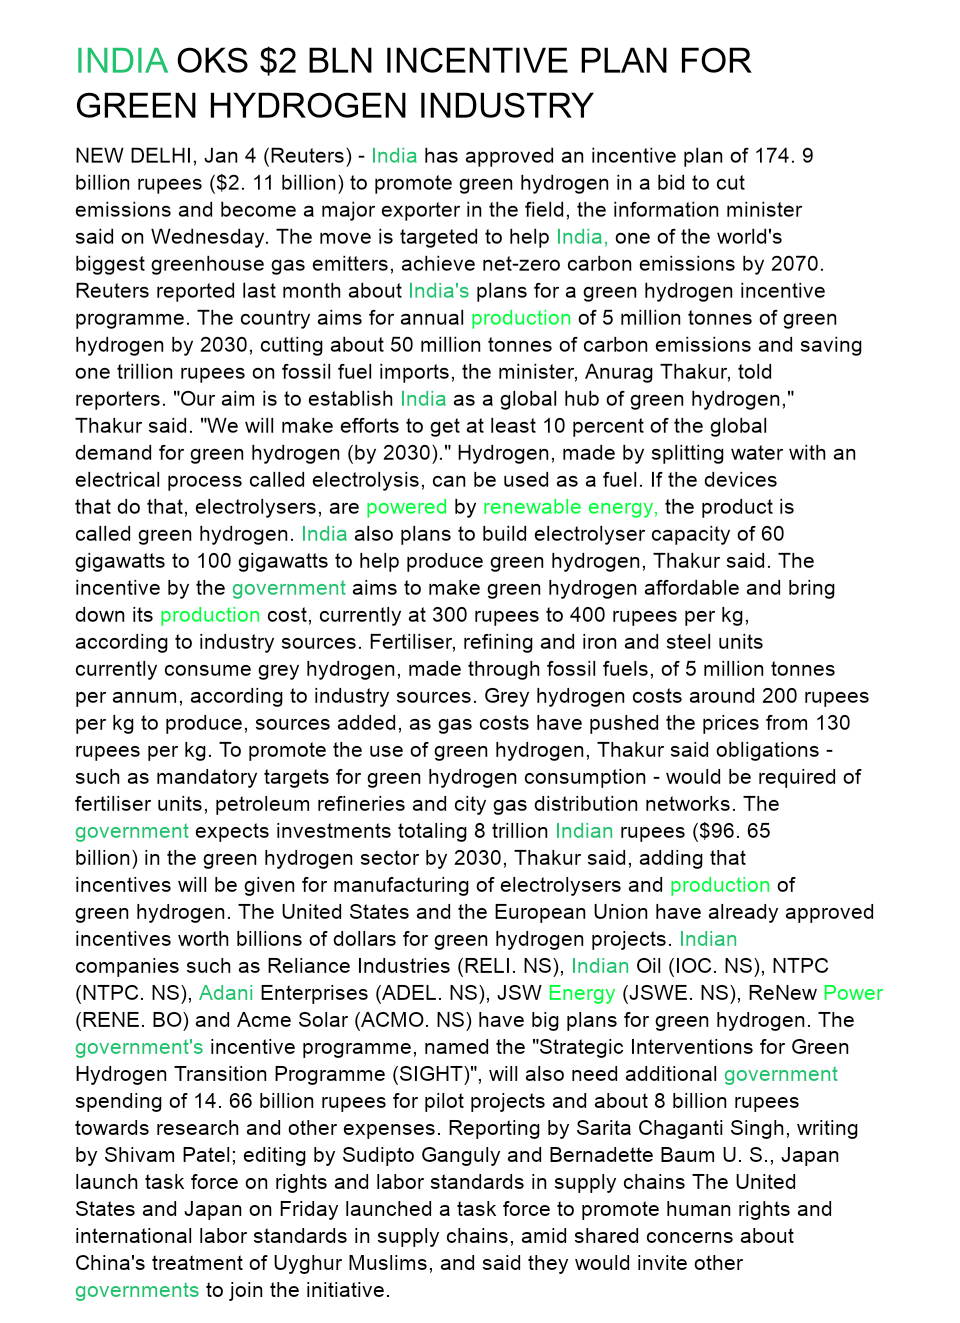 INDIA OKS $2 BLN INCENTIVE PLAN FOR
GREEN HYDROGEN INDUSTRY
NEW DELHI, Jan 4 (Reuters) - India has approved an incentive plan of 174. 9
billion rupees ($2. 11 billion) to promote green hydrogen in a bid to cut
emissions and become a major exporter in the field, the information minister
said on Wednesday. The move is targeted to help India, one of the world's
biggest greenhouse gas emitters, achieve net-zero carbon emissions by 2070.
Reuters reported last month about India's plans for a green hydrogen incentive
programme. The country aims for annual production of 5 million tonnes of green
hydrogen by 2030, cutting about 50 million tonnes of carbon emissions and saving
one trillion rupees on fossil fuel imports, the minister, Anurag Thakur, told
reporters. "Our aim is to establish India as a global hub of green hydrogen,"
Thakur said. "We will make efforts to get at least 10 percent of the global
demand for green hydrogen (by 2030)." Hydrogen, made by splitting water with an
electrical process called electrolysis, can be used as a fuel. If the devices
that do that, electrolysers, are powered by renewable energy, the product is
called green hydrogen. India also plans to build electrolyser capacity of 60
gigawatts to 100 gigawatts to help produce green hydrogen, Thakur said. The
incentive by the government aims to make green hydrogen affordable and bring
down its production cost, currently at 300 rupees to 400 rupees per kg,
according to industry sources. Fertiliser, refining and iron and steel units
currently consume grey hydrogen, made through fossil fuels, of 5 million tonnes
per annum, according to industry sources. Grey hydrogen costs around 200 rupees
per kg to produce, sources added, as gas costs have pushed the prices from 130
rupees per kg. To promote the use of green hydrogen, Thakur said obligations -
such as mandatory targets for green hydrogen consumption - would be required of
fertiliser units, petroleum refineries and city gas distribution networks. The
government expects investments totaling 8 trillion Indian rupees ($96. 65
billion) in the green hydrogen sector by 2030, Thakur said, adding that
incentives will be given for manufacturing of electrolysers and production of
green hydrogen. The United States and the European Union have already approved
incentives worth billions of dollars for green hydrogen projects. Indian
companies such as Reliance Industries (RELI. NS), Indian Oil (IOC. NS), NTPC
(NTPC. NS), Adani Enterprises (ADEL. NS), JSW Energy (JSWE. NS), ReNew Power
(RENE. BO) and Acme Solar (ACMO. NS) have big plans for green hydrogen. The
government's incentive programme, named the "Strategic Interventions for Green
Hydrogen Transition Programme (SIGHT)", will also need additional government
spending of 14. 66 billion rupees for pilot projects and about 8 billion rupees
towards research and other expenses. Reporting by Sarita Chaganti Singh, writing
by Shivam Patel; editing by Sudipto Ganguly and Bernadette Baum U. S., Japan
launch task force on rights and labor standards in supply chains The United
States and Japan on Friday launched a task force to promote human rights and
international labor standards in supply chains, amid shared concerns about
China's treatment of Uyghur Muslims, and said they would invite other
governments to join the initiative.